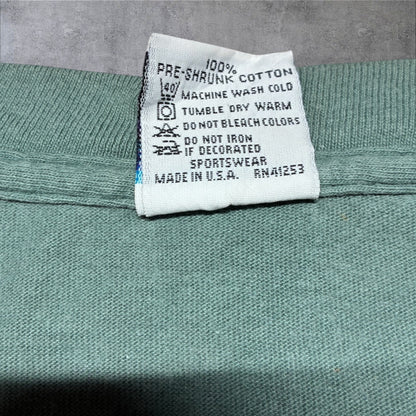 100%
PRE-SHRUNK COTTON
40° MACHINE WASH COLD
TUMBLE DRY WARM
DO NOT BLEACH COLORS
DO NOT IRON
IF DECORATED
SPORTSWEAR
MADE IN U.S.A. RN41253